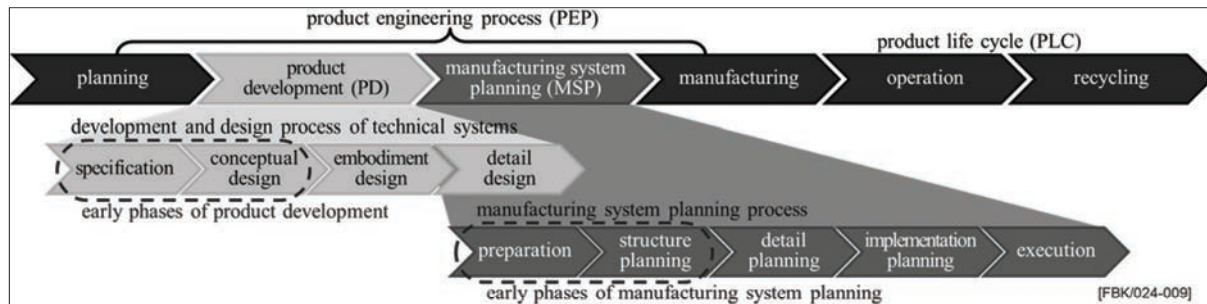 product engineering process (PEP)
product life cycle (PLC)
planning
product
development (PD)
manufacturing system
planning (MSP)
manufacturing
operation
recycling
development and design process of technical systems
specification
conceptual
design
embodiment
design
detail
design
early phases of product development
manufacturing system planning process
preparation
structure
planning
detail
planning
implementation
planning
execution
early phases of manufacturing system planning
[FBK/024-009]